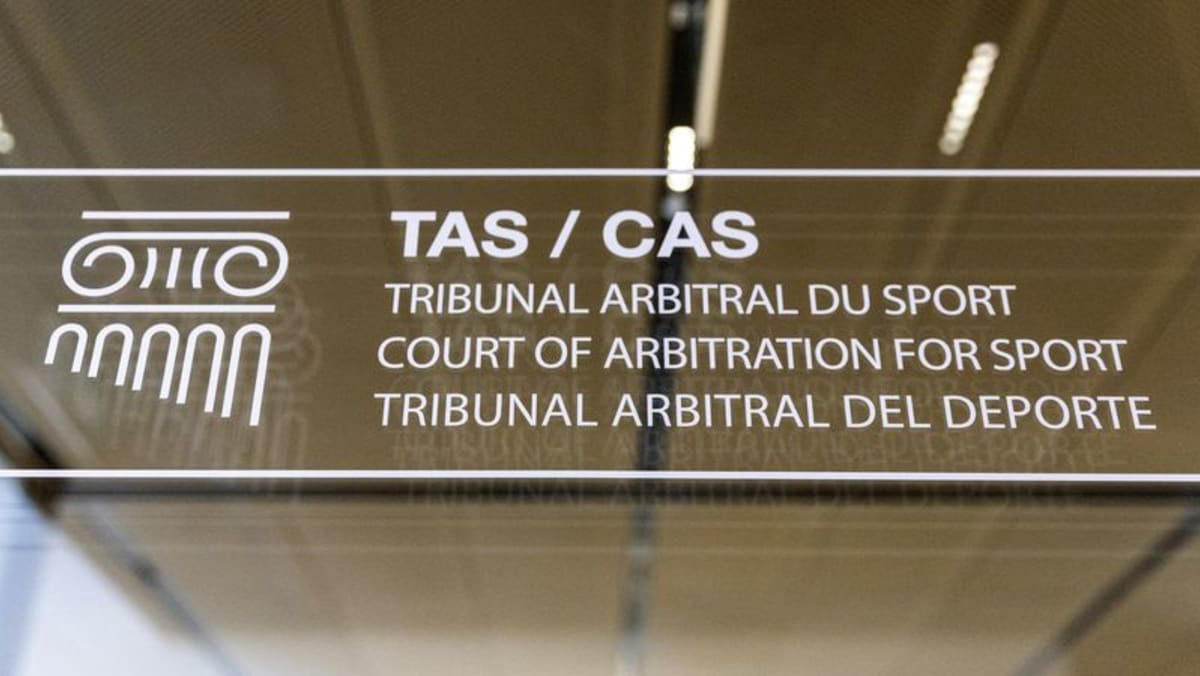 TAS / CAS
TRIBUNAL ARBITRAL DU SPORT
COURT OF ARBITRATION FOR SPORT
TRIBUNAL ARBITRAL DEL DEPORTE